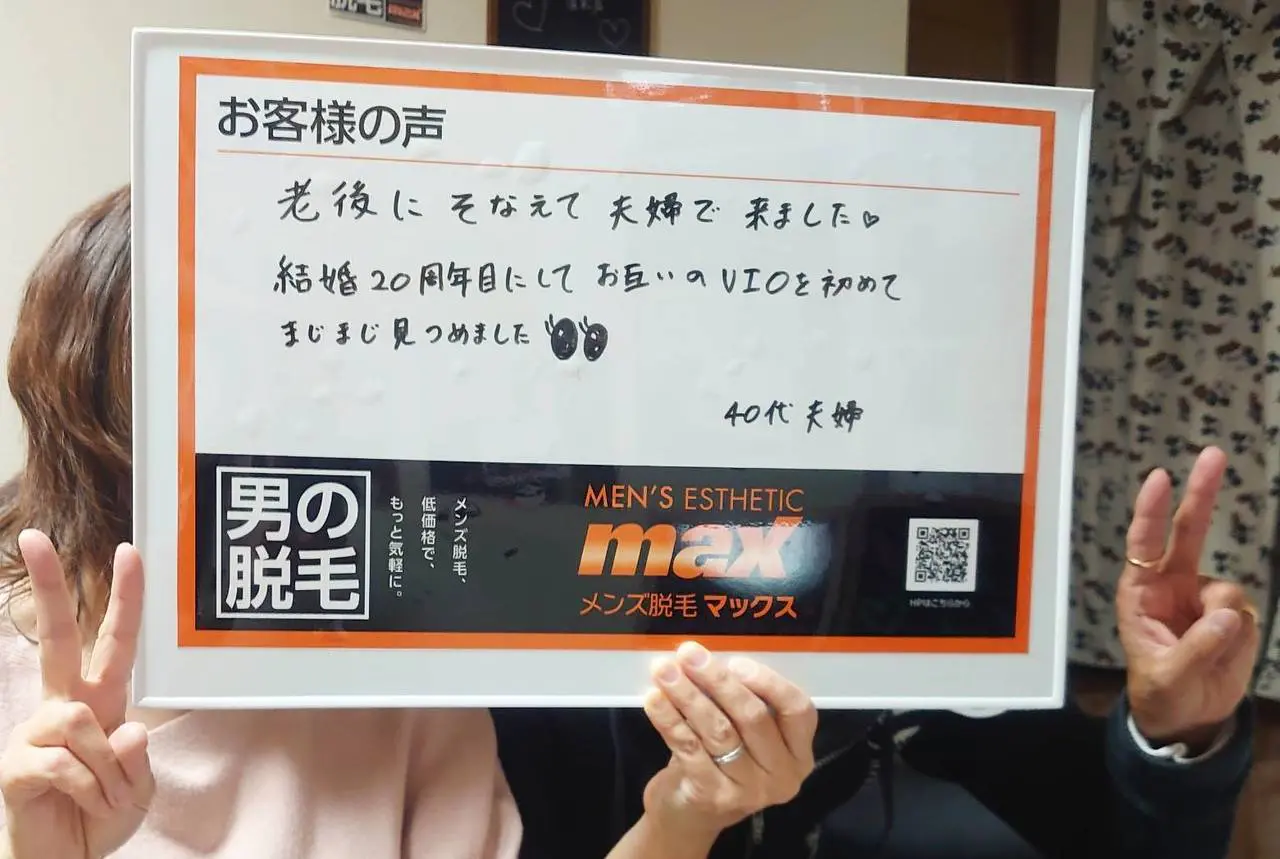 脱毛
お客様の声
老後にそなえて 夫婦で 来ました♡
結婚20周年目にして お互いのVIOを初めて
まじまじ見つめました
40代 夫婦
男の
脱毛
メンズ脱毛、
低価格で、
もっと気軽に。
MEN'S ESTHETIC
max
メンズ脱毛 マックス
HPはこちらから